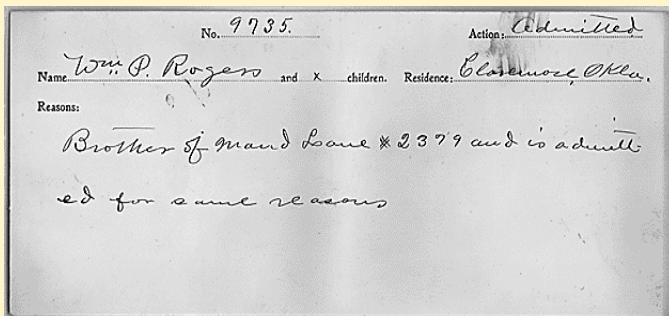 No. 9735. Action: Admitted
Name Wm P. Rogers and x children. Residence: Claremore, Okla.
Reasons:
Brother of Maud Lane #2379 and is admitt
ed for same reasons